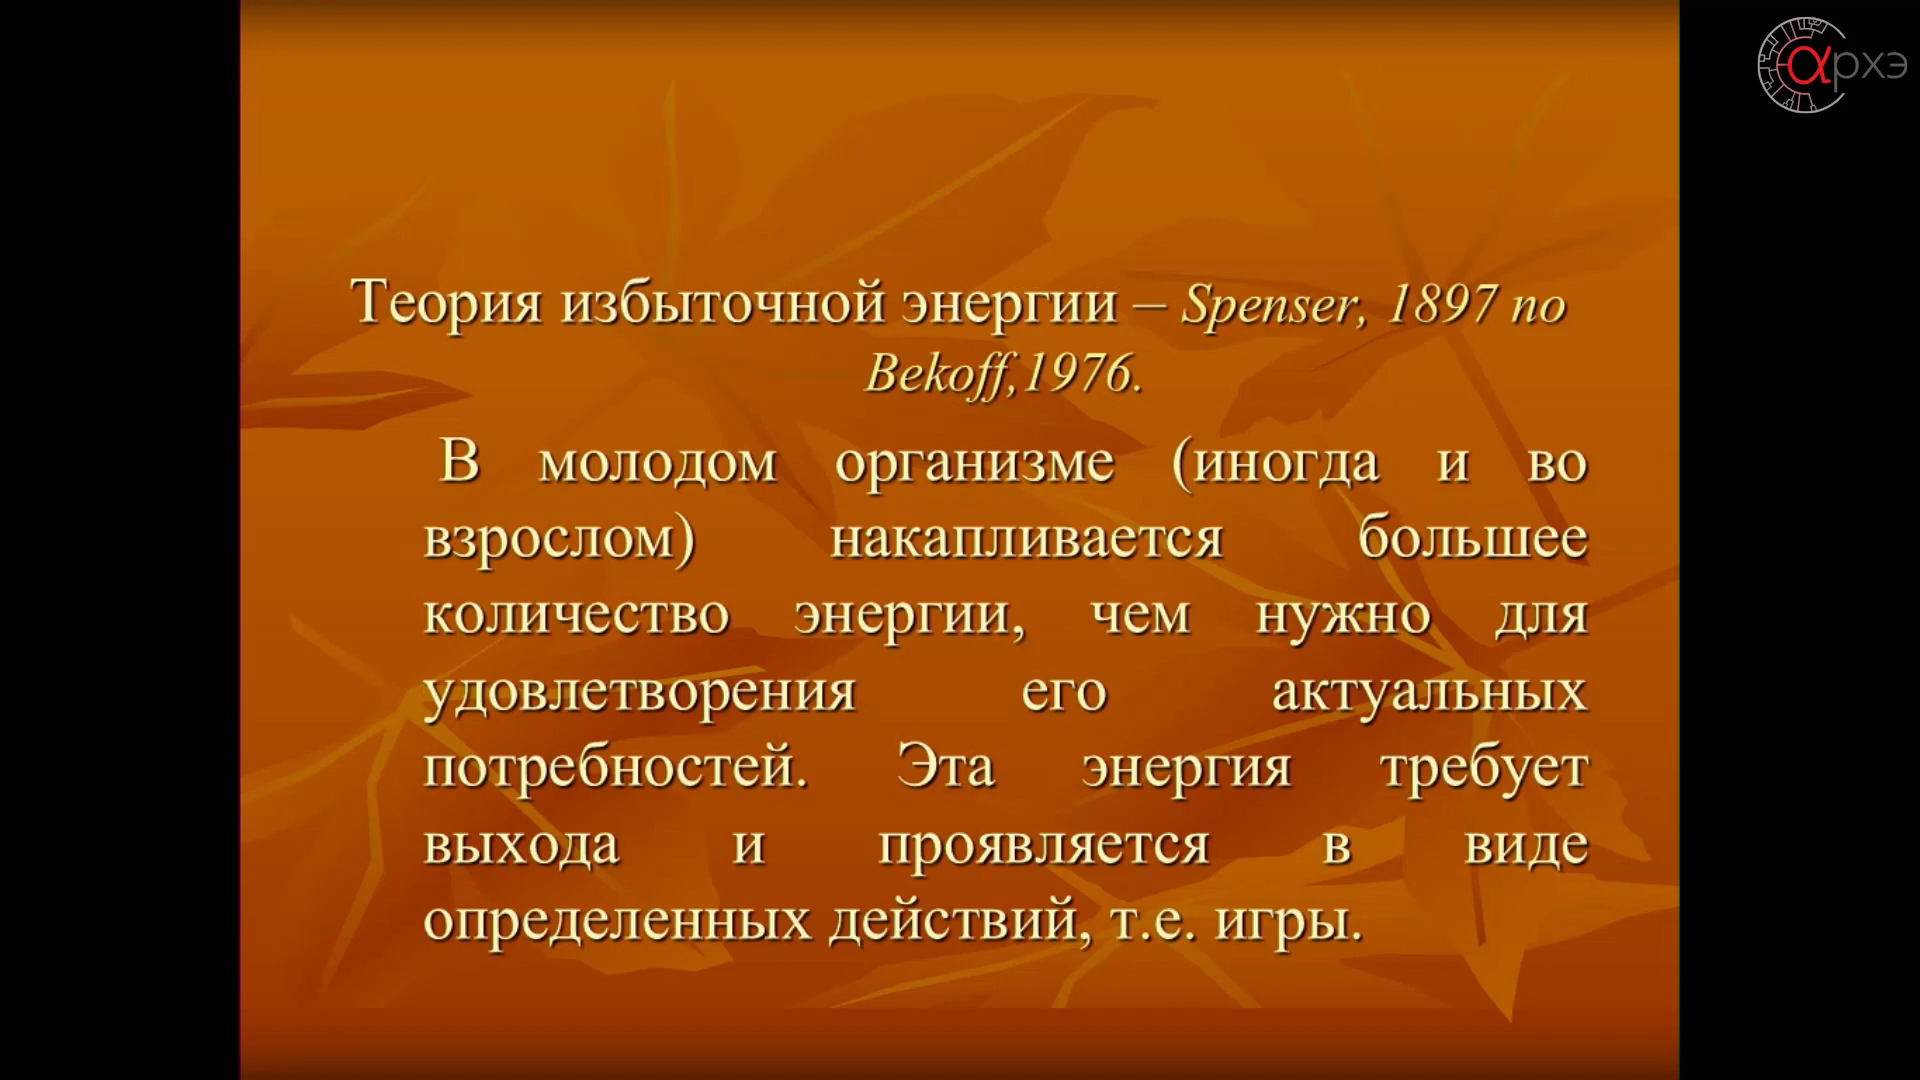 αрхэ
Теория избыточной энергии – Spenser, 1897 по
Bekoff,1976.
В молодом организме (иногда и во
взрослом) накапливается большее
количество энергии, чем нужно для
удовлетворения его актуальных
потребностей. Эта энергия требует
выхода и проявляется в виде
определенных действий, т.е. игры.